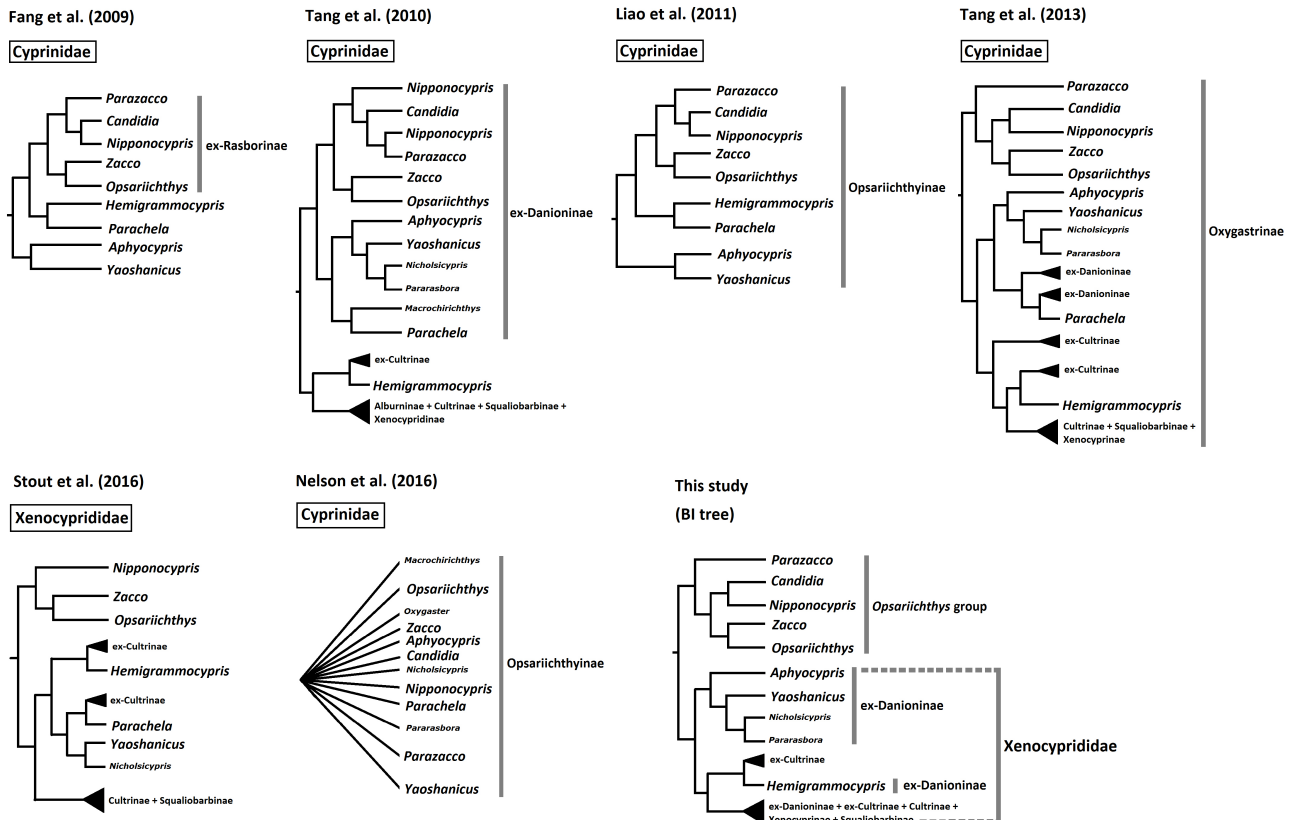 Fang et al. (2009)
Cyprinidae
Parazacco
Candidia
Nipponocypris
Zacco
Opsariichthys
Hemigrammocypris
Parachela
Aphyocypris
Yaoshanicus
ex-Rasborinae
Tang et al. (2010)
Cyprinidae
Nipponocypris
Candidia
Nipponocypris
Parazacco
Zacco
Opsariichthys
Aphyocypris
Yaoshanicus
Nicholsicypris
Pararasbora
Macrochirichthys
Parachela
ex-Danioninae
ex-Cultrinae
Hemigrammocypris
Alburninae + Cultrinae + Squaliobarbinae +
Xenocypridinae
Liao et al. (2011)
Cyprinidae
Parazacco
Candidia
Nipponocypris
Zacco
Opsariichthys
Hemigrammocypris
Parachela
Aphyocypris
Yaoshanicus
Opsariichthyinae
Tang et al. (2013)
Cyprinidae
Parazacco
Candidia
Nipponocypris
Zacco
Opsariichthys
Aphyocypris
Yaoshanicus
Nicholsicypris
Pararasbora
ex-Danioninae
ex-Danioninae
Parachela
ex-Cultrinae
ex-Cultrinae
Hemigrammocypris
Cultrinae + Squaliobarbinae +
Xenocyprinae
Oxygastrinae
Stout et al. (2016)
Xenocyprididae
Nipponocypris
Zacco
Opsariichthys
ex-Cultrinae
Hemigrammocypris
ex-Cultrinae
Parachela
Yaoshanicus
Nicholsicypris
Cultrinae + Squaliobarbinae
Nelson et al. (2016)
Cyprinidae
Macrochirichthys
Opsariichthys
Oxygaster
Zacco
Aphyocypris
Candidia
Nicholsicypris
Nipponocypris
Parachela
Pararasbora
Parazacco
Yaoshanicus
Opsariichthyinae
This study
(BI tree)
Parazacco
Candidia
Nipponocypris
Zacco
Opsariichthys
Opsariichthys group
Aphyocypris
Yaoshanicus
Nicholsicypris
Pararasbora
ex-Danioninae
ex-Cultrinae
Hemigrammocypris
ex-Danioninae
ex-Danioninae + ex-Cultrinae + Cultrinae +
Xenocyprinae + Squaliobarbinae
Xenocyprididae